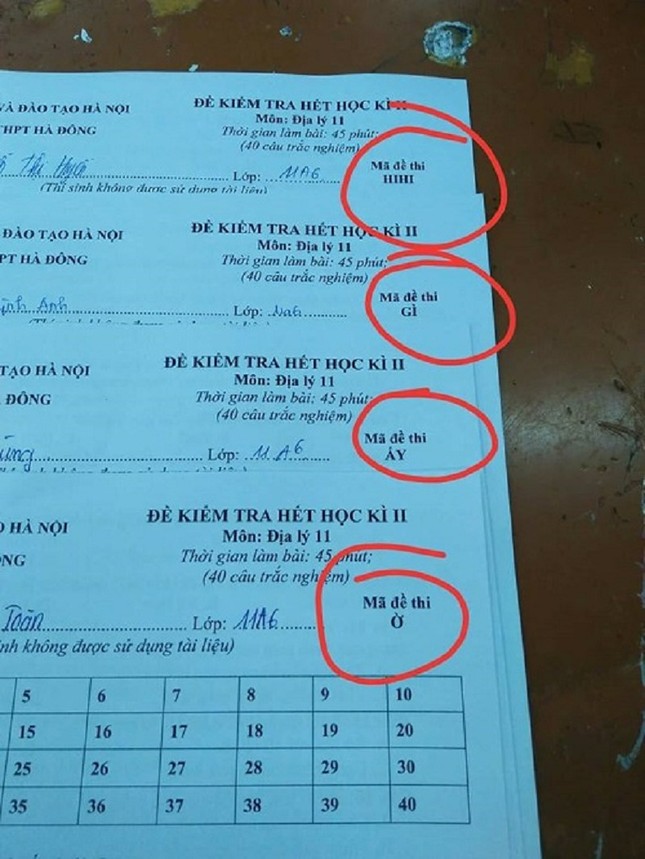 VÀ ĐÀO TẠO HÀ NỘI
THPT HÀ ĐÔNG
ĐỀ KIỂM TRA HẾT HỌC KÌ II
Môn: Địa lý 11
Thời gian làm bài: 45 phút;
(40 câu trắc nghiệm)
Thị Lớp: 11A6
(Thí sinh không được sử dụng tài liệu)
Mã đề thi
HIHI
ĐÀO TẠO HÀ NỘI
PT HÀ ĐÔNG
ĐỀ KIỂM TRA HẾT HỌC KÌ II
Môn: Địa lý 11
Thời gian làm bài: 45 phút;
(40 câu trắc nghiệm)
Anh Lớp: 11a6
Mã đề thi
GÌ
TẠO HÀ NỘI
ĐÔNG
ĐỀ KIỂM TRA HẾT HỌC KÌ II
Môn: Địa lý 11
Thời gian làm bài: 45 phút;
(40 câu trắc nghiệm)
Lớp: 11A6
Mã đề thi
ẢY
O HÀ NỘI
NG
ĐỀ KIỂM TRA HẾT HỌC KÌ II
Môn: Địa lý 11
Thời gian làm bài: 45 phút;
(40 câu trắc nghiệm)
Toàn Lớp: 11A6
inh không được sử dụng tài liệu)
Mã đề thi
Ờ
5 6 7 8 9 10
15 16 17 18 19 20
25 26 27 28 29 30
35 36 37 38 39 40